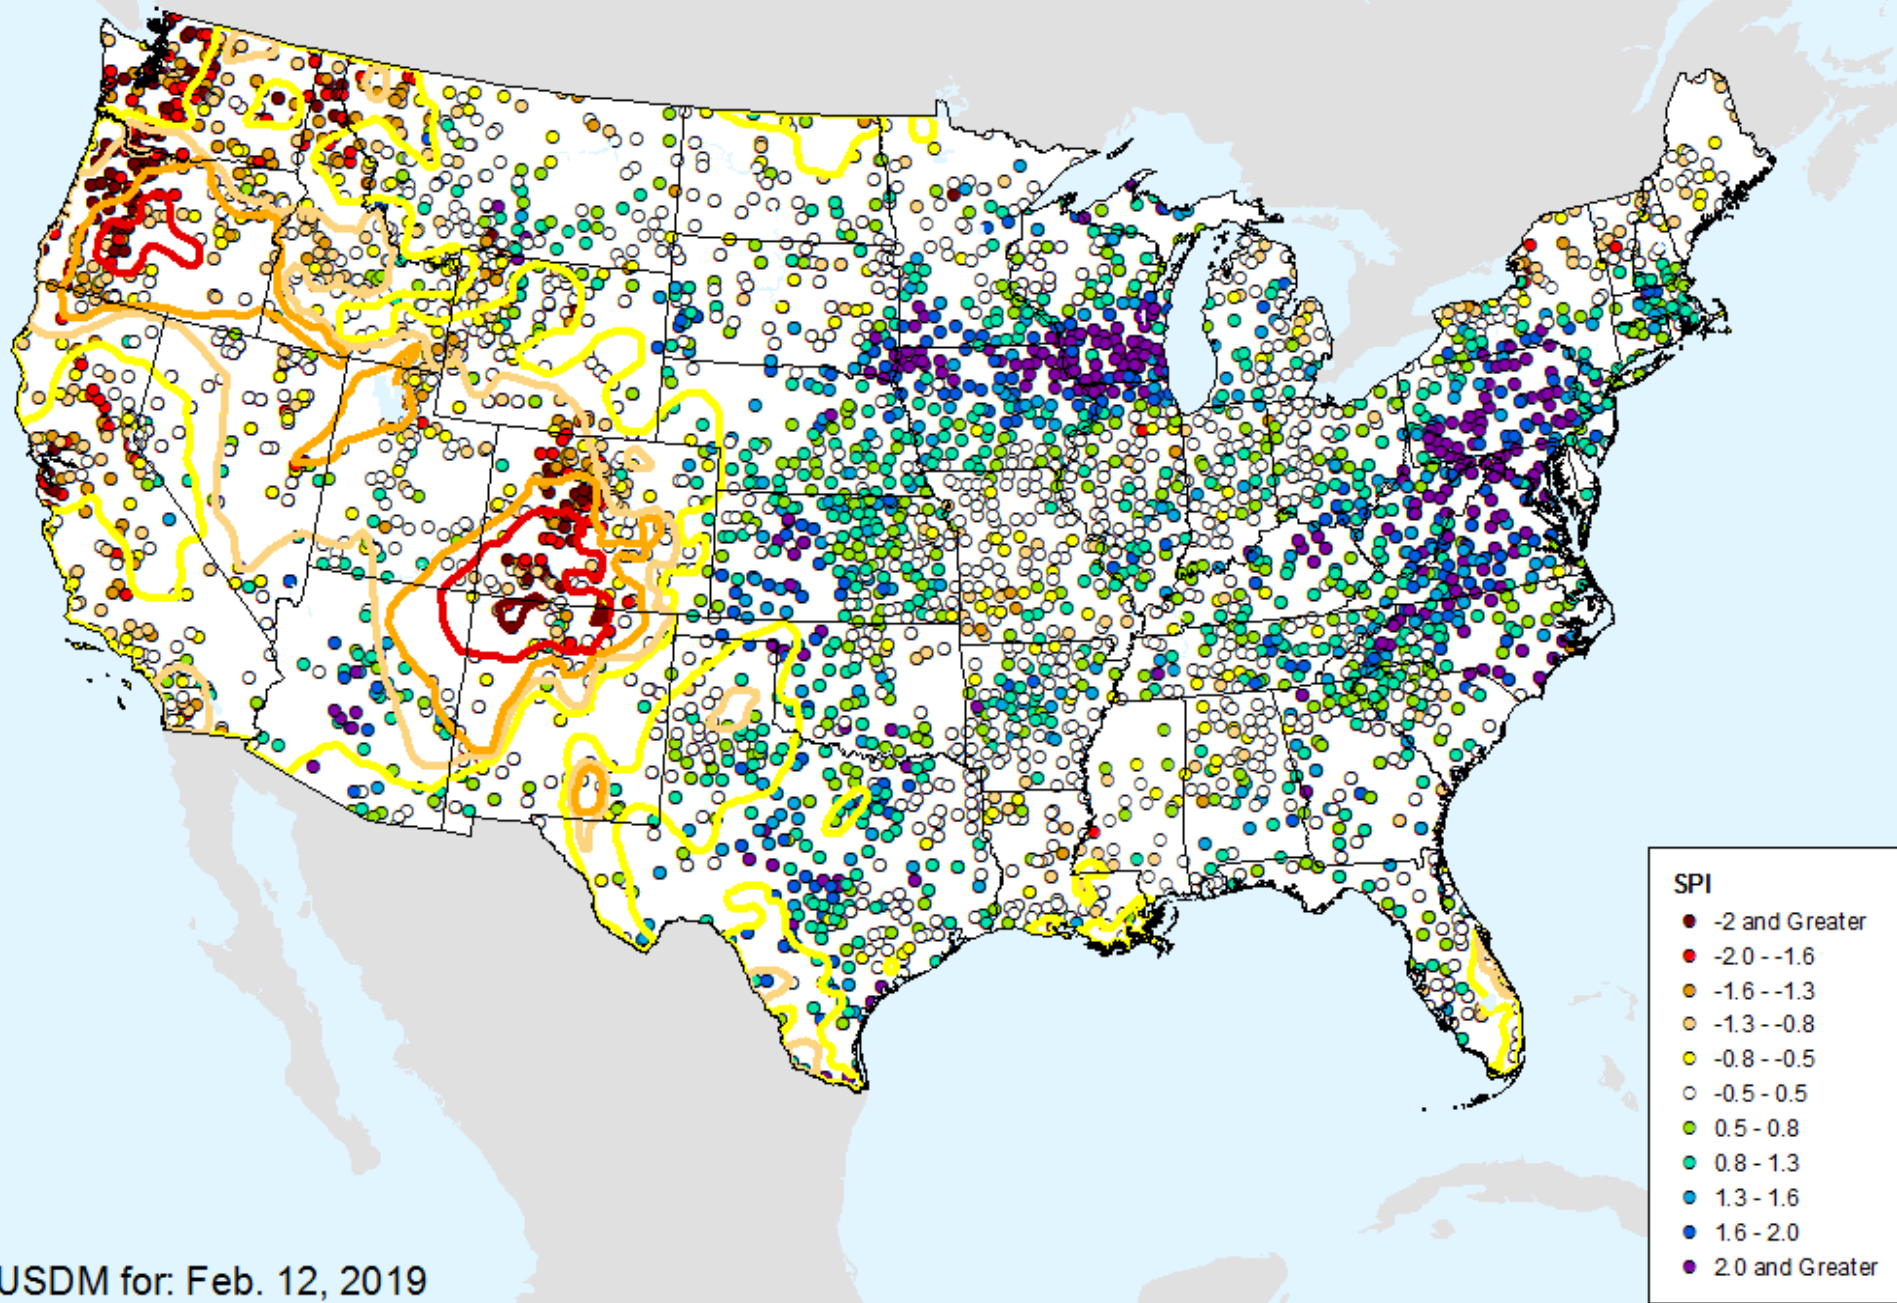 SPI
-2 and Greater
-2.0 - -1.6
-1.6 - -1.3
-1.3 - -0.8
-0.8 - -0.5
-0.5 - 0.5
0.5 - 0.8
0.8 - 1.3
1.3 - 1.6
1.6 - 2.0
2.0 and Greater
USDM for: Feb. 12, 2019